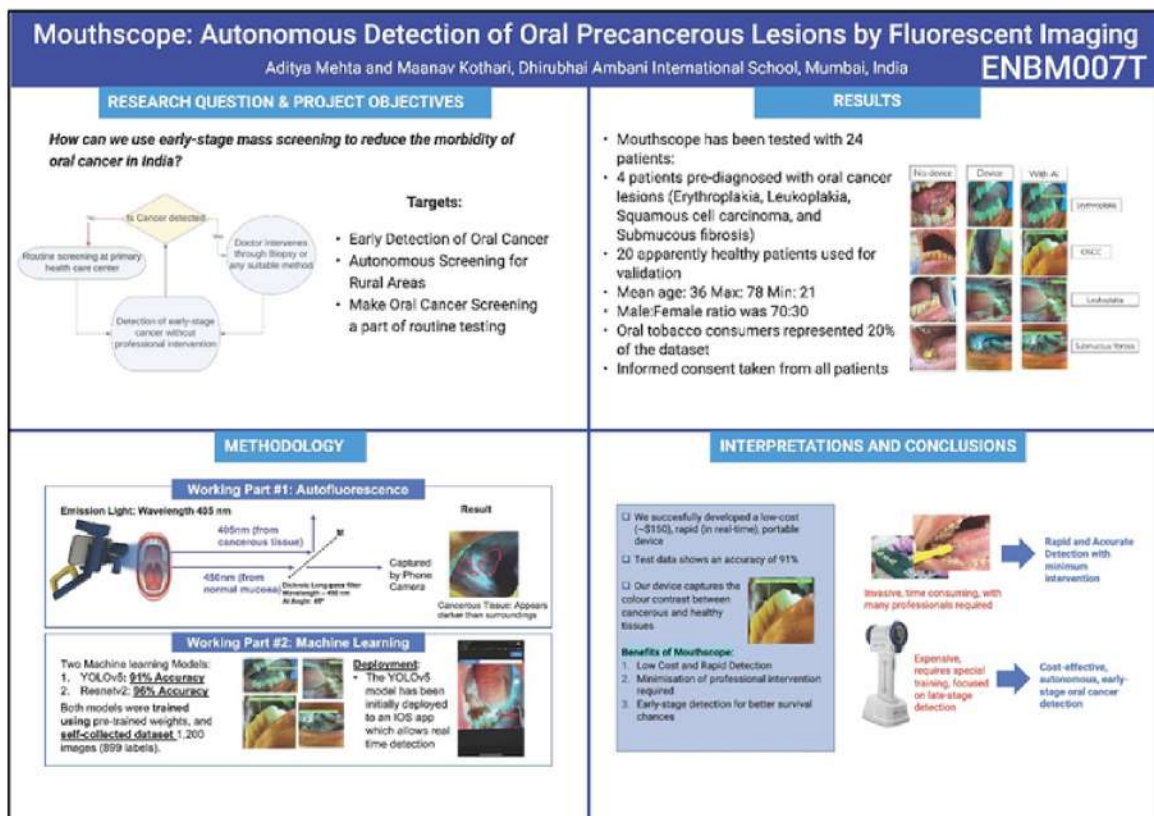 Mouthscope: Autonomous Detection of Oral Precancerous Lesions by Fluorescent Imaging
Aditya Mehta and Maanav Kothari, Dhirubhai Ambani International School, Mumbai, India
ENBM007T
RESEARCH QUESTION & PROJECT OBJECTIVES
How can we use early-stage mass screening to reduce the morbidity of
oral cancer in India?
No
Is Cancer detected
Yes
Routine screening at primary
health care center
Doctor intervenes
through Biopsy or
any suitable method
Detection of early-stage
cancer without
professional intervention
Targets:
• Early Detection of Oral Cancer
• Autonomous Screening for
Rural Areas
• Make Oral Cancer Screening
a part of routine testing
RESULTS
• Mouthscope has been tested with 24
patients:
• 4 patients pre-diagnosed with oral cancer
lesions (Erythroplakia, Leukoplakia,
Squamous cell carcinoma, and
Submucous fibrosis)
• 20 apparently healthy patients used for
validation
• Mean age: 36 Max: 78 Min: 21
• Male:Female ratio was 70:30
• Oral tobacco consumers represented 20%
of the dataset
• Informed consent taken from all patients
No device
Device
With AI
Erythroplakia
OSCC
Leukoplakia
Submucous fibrosis
METHODOLOGY
Working Part #1: Autofluorescence
Emission Light: Wavelength 405 nm
405nm (from
cancerous tissue)
450nm (from
normal mucosa)
Dichroic Long-pass filter
Wavelength – 450 nm
At Angle: 45°
Captured
by Phone
Camera
Result
Cancerous Tissue: Appears
darker than surroundings
Working Part #2: Machine Learning
Two Machine learning Models:
1. YOLOv5: 91% Accuracy
2. Resnetv2: 96% Accuracy
Both models were trained
using pre-trained weights, and
self-collected dataset 1,200
images (899 labels).
Deployment:
• The YOLOv5
model has been
initially deployed
to an IOS app
which allows real
time detection
INTERPRETATIONS AND CONCLUSIONS
❑ We succesfully developed a low-cost
(~$150), rapid (in real-time), portable
device
❑ Test data shows an accuracy of 91%
❑ Our device captures the
colour contrast between
cancerous and healthy
tissues
Benefits of Mouthscope:
1. Low Cost and Rapid Detection
2. Minimisation of professional intervention
required
3. Early-stage detection for better survival
chances
Invasive, time consuming, with
many professionals required
Rapid and Accurate
Detection with
minimum
intervention
Expensive,
requires special
training, focused
on late-stage
detection
Cost-effective,
autonomous, early-
stage oral cancer
detection